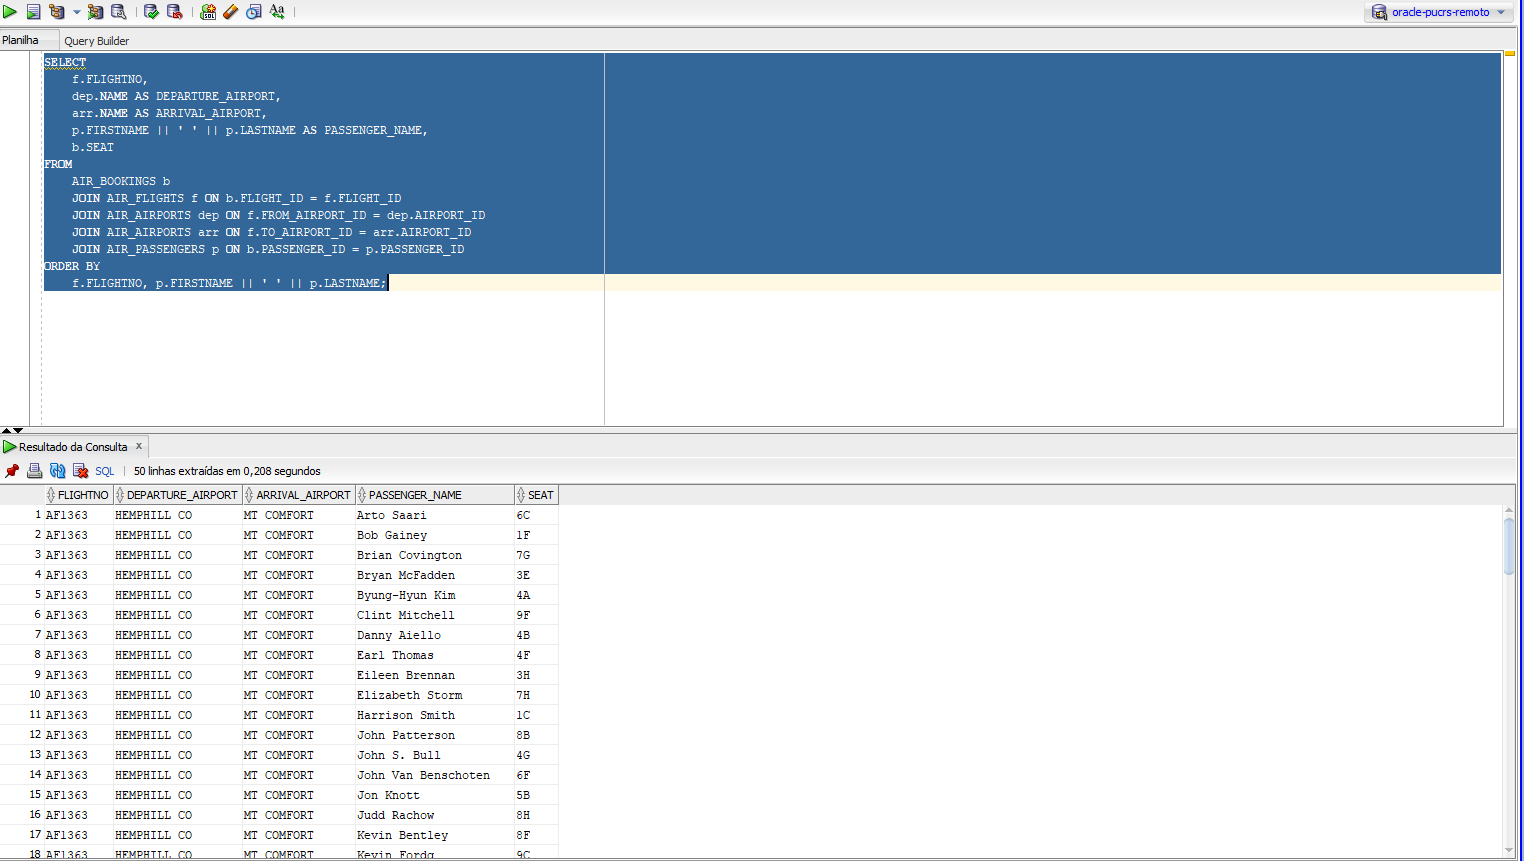 oracle-pucrs-remoto
Planilha Query Builder
SELECT
f.FLIGHTNO,
dep.NAME AS DEPARTURE_AIRPORT,
arr.NAME AS ARRIVAL_AIRPORT,
p.FIRSTNAME || ' ' || p.LASTNAME AS PASSENGER_NAME,
b.SEAT
FROM
AIR_BOOKINGS b
JOIN AIR_FLIGHTS f ON b.FLIGHT_ID = f.FLIGHT_ID
JOIN AIR_AIRPORTS dep ON f.FROM_AIRPORT_ID = dep.AIRPORT_ID
JOIN AIR_AIRPORTS arr ON f.TO_AIRPORT_ID = arr.AIRPORT_ID
JOIN AIR_PASSENGERS p ON b.PASSENGER_ID = p.PASSENGER_ID
ORDER BY
f.FLIGHTNO, p.FIRSTNAME || ' ' || p.LASTNAME;
Resultado da Consulta x
SQL | 50 linhas extraídas em 0,208 segundos
FLIGHTNO DEPARTURE_AIRPORT ARRIVAL_AIRPORT PASSENGER_NAME SEAT
1 AF1363 HEMPHILL CO MT COMFORT Arto Saari 6C
2 AF1363 HEMPHILL CO MT COMFORT Bob Gainey 1F
3 AF1363 HEMPHILL CO MT COMFORT Brian Covington 7G
4 AF1363 HEMPHILL CO MT COMFORT Bryan McFadden 3E
5 AF1363 HEMPHILL CO MT COMFORT Byung-Hyun Kim 4A
6 AF1363 HEMPHILL CO MT COMFORT Clint Mitchell 9F
7 AF1363 HEMPHILL CO MT COMFORT Danny Aiello 4B
8 AF1363 HEMPHILL CO MT COMFORT Earl Thomas 4F
9 AF1363 HEMPHILL CO MT COMFORT Eileen Brennan 3H
10 AF1363 HEMPHILL CO MT COMFORT Elizabeth Storm 7H
11 AF1363 HEMPHILL CO MT COMFORT Harrison Smith 1C
12 AF1363 HEMPHILL CO MT COMFORT John Patterson 8B
13 AF1363 HEMPHILL CO MT COMFORT John S. Bull 4G
14 AF1363 HEMPHILL CO MT COMFORT John Van Benschoten 6F
15 AF1363 HEMPHILL CO MT COMFORT Jon Knott 5B
16 AF1363 HEMPHILL CO MT COMFORT Judd Rachow 8H
17 AF1363 HEMPHILL CO MT COMFORT Kevin Bentley 8F
18 AF1363 HEMPHILL CO MT COMFORT Kevin Fordg 9C